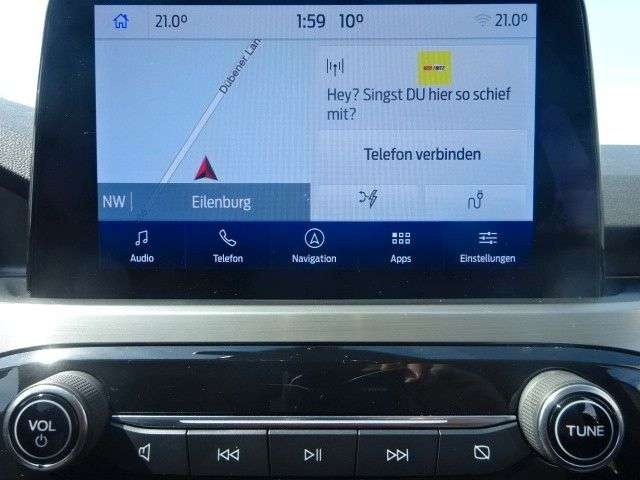 21.0° 1:59 10° 21.0°
Dübener Lan
Hey? Singst DU hier so schief
mit?
Telefon verbinden
NW Eilenburg
Audio Telefon Navigation Apps Einstellungen
VOL TUNE